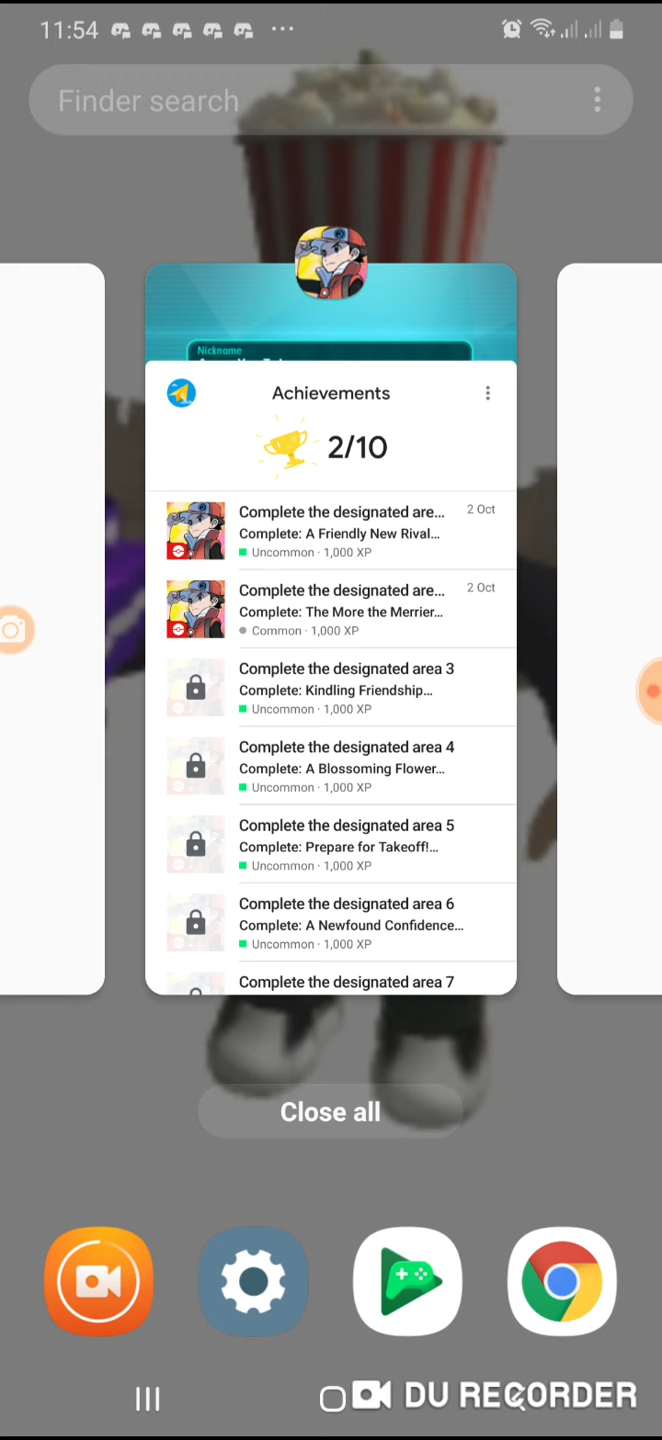 11:54
Finder search
Nickname
Achievements
2/10
Complete the designated are... 2 Oct
Complete: A Friendly New Rival...
Uncommon · 1,000 XP
Complete the designated are... 2 Oct
Complete: The More the Merrier...
Common · 1,000 XP
Complete the designated area 3
Complete: Kindling Friendship...
Uncommon · 1,000 XP
Complete the designated area 4
Complete: A Blossoming Flower...
Uncommon · 1,000 XP
Complete the designated area 5
Complete: Prepare for Takeoff!...
Uncommon · 1,000 XP
Complete the designated area 6
Complete: A Newfound Confidence...
Uncommon · 1,000 XP
Complete the designated area 7
Close all
DU RECORDER